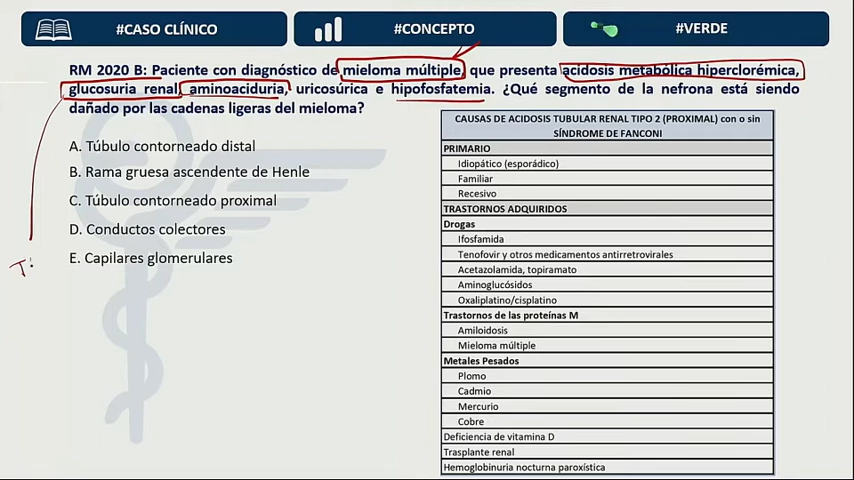 #CASO CLÍNICO
#CONCEPTO
#VERDE
RM 2020 B: Paciente con diagnóstico de mieloma múltiple, que presenta acidosis metabólica hiperclorémica,
glucosuria renal, aminoaciduria, uricosúrica e hipofosfatemia. ¿Qué segmento de la nefrona está siendo
dañado por las cadenas ligeras del mieloma?
A. Túbulo contorneado distal
B. Rama gruesa ascendente de Henle
C. Túbulo contorneado proximal
D. Conductos colectores
E. Capilares glomerulares
T
CAUSAS DE ACIDOSIS TUBULAR RENAL TIPO 2 (PROXIMAL) con o sin
SÍNDROME DE FANCONI
PRIMARIO
Idiopático (esporádico)
Familiar
Recesivo
TRASTORNOS ADQUIRIDOS
Drogas
Ifosfamida
Tenofovir y otros medicamentos antirretrovirales
Acetazolamida, topiramato
Aminoglucósidos
Oxaliplatino/cisplatino
Trastornos de las proteínas M
Amiloidosis
Mieloma múltiple
Metales Pesados
Plomo
Cadmio
Mercurio
Cobre
Deficiencia de vitamina D
Trasplante renal
Hemoglobinuria nocturna paroxística